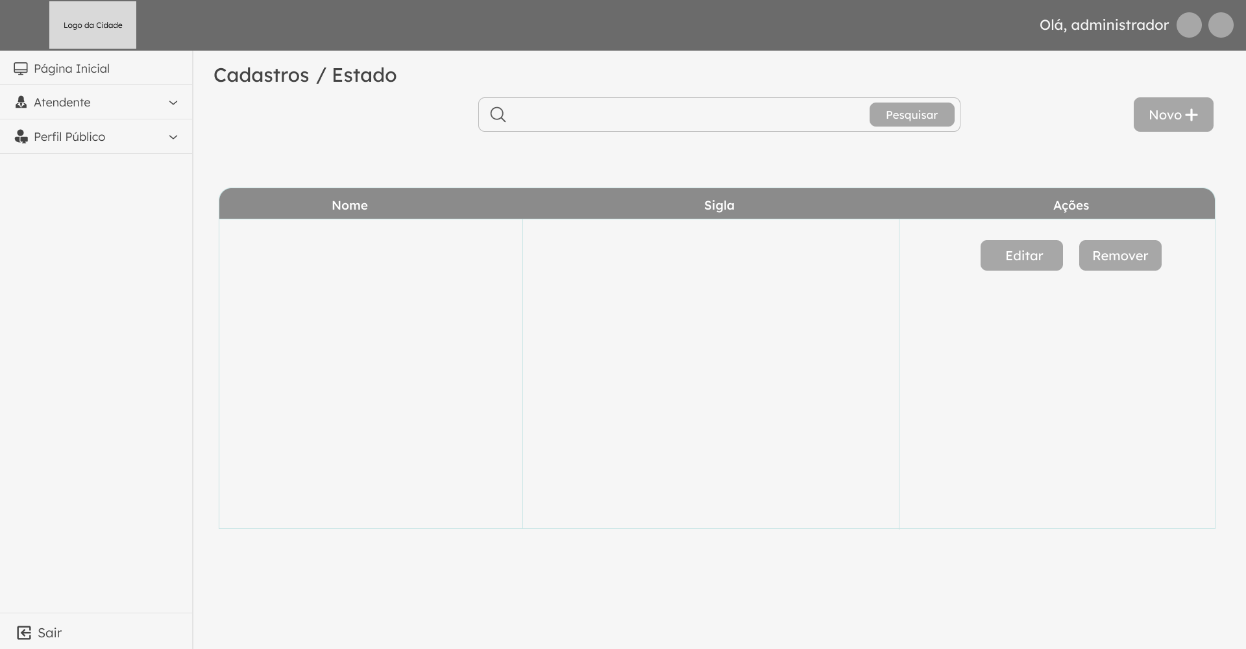 Logo da Cidade
Olá, administrador
Página Inicial
Atendente
Perfil Público
Cadastros / Estado
Pesquisar
Novo
Nome
Sigla
Ações
Editar
Remover
Sair